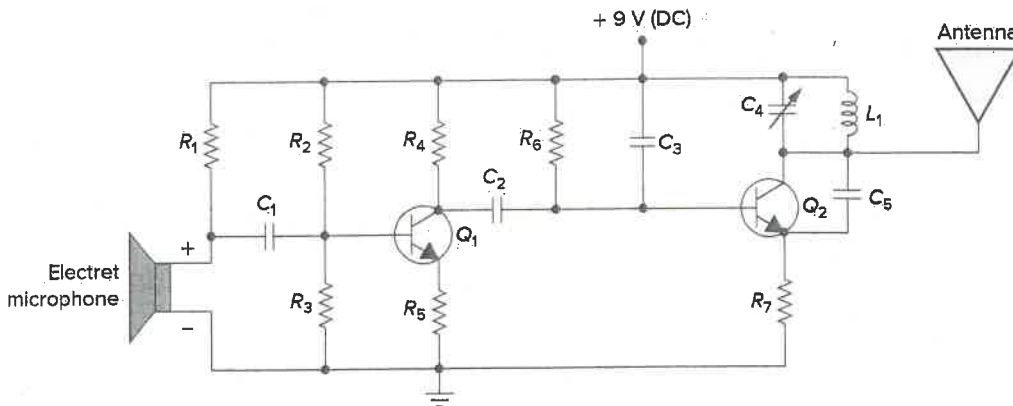 + 9 V (DC)
Antenna
R1
R2
R4
R6
C3
C4
L1
C1
C2
Q1
Q2
C5
+
Electret
microphone
–
R3
R5
R7